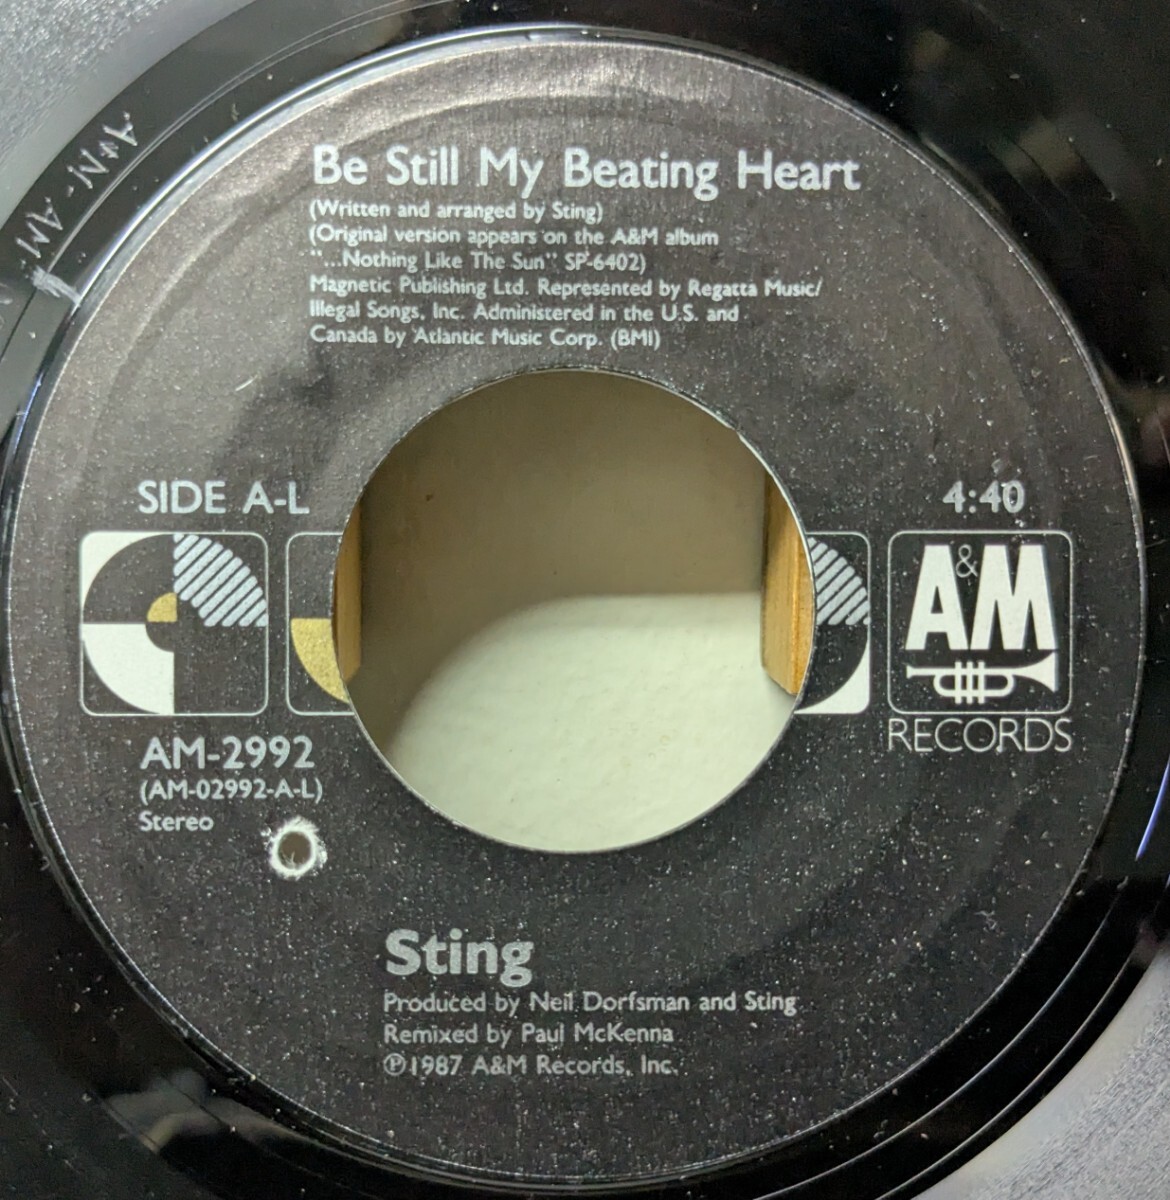 Be Still My Beating Heart
(Written and arranged by Sting)
(Original version appears on the A&M album
"...Nothing Like The Sun" SP-6402)
Magnetic Publishing Ltd. Represented by Regatta Music/
Illegal Songs, Inc. Administered in the U.S. and
Canada by Atlantic Music Corp. (BMI)
SIDE A-L
4:40
A&M
RECORDS
AM-2992
(AM-02992-A-L)
Stereo
Sting
Produced by Neil Dorfsman and Sting
Remixed by Paul McKenna
Ⓟ1987 A&M Records, Inc.
A&M - AM